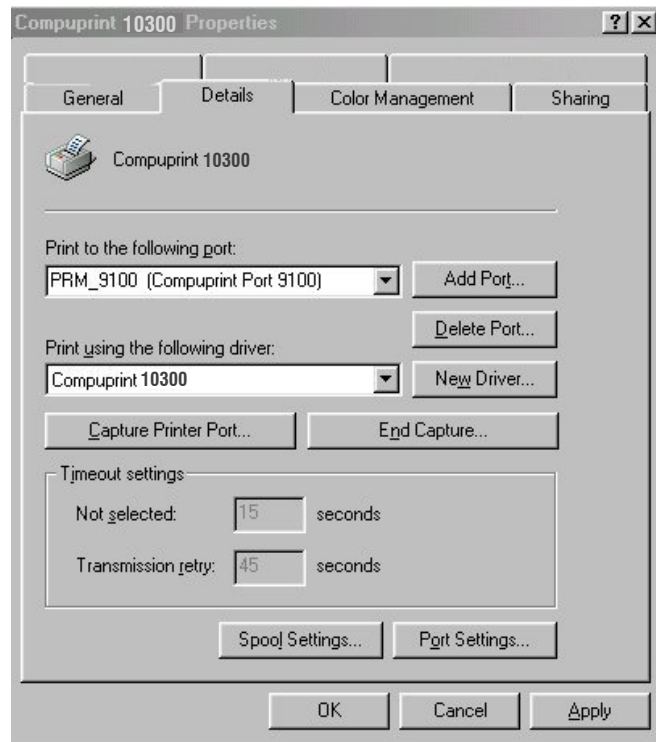 Compuprint 10300 Properties ? X
General Details Color Management Sharing
Compuprint 10300
Print to the following port:
PRM_9100 (Compuprint Port 9100) Add Port...
Delete Port...
Print using the following driver:
Compuprint 10300 New Driver...
Capture Printer Port... End Capture...
Timeout settings
Not selected: 15 seconds
Transmission retry: 45 seconds
Spool Settings... Port Settings...
OK Cancel Apply